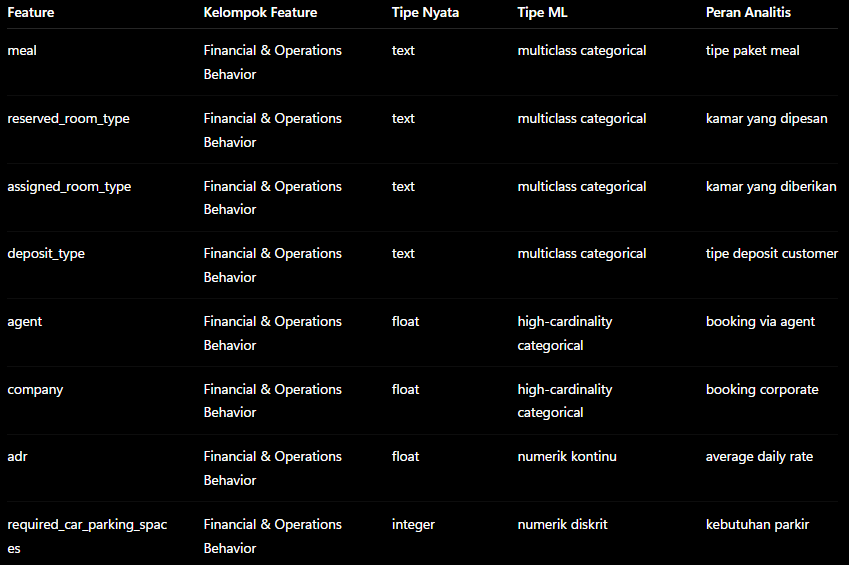 Feature Kelompok Feature Tipe Nyata Tipe ML Peran Analitis
meal Financial & Operations text multiclass categorical tipe paket meal
Behavior
reserved_room_type Financial & Operations text multiclass categorical kamar yang dipesan
Behavior
assigned_room_type Financial & Operations text multiclass categorical kamar yang diberikan
Behavior
deposit_type Financial & Operations text multiclass categorical tipe deposit customer
Behavior
agent Financial & Operations float high-cardinality booking via agent
Behavior categorical
company Financial & Operations float high-cardinality booking corporate
Behavior categorical
adr Financial & Operations float numerik kontinu average daily rate
Behavior
required_car_parking_spac Financial & Operations integer numerik diskrit kebutuhan parkir
es Behavior